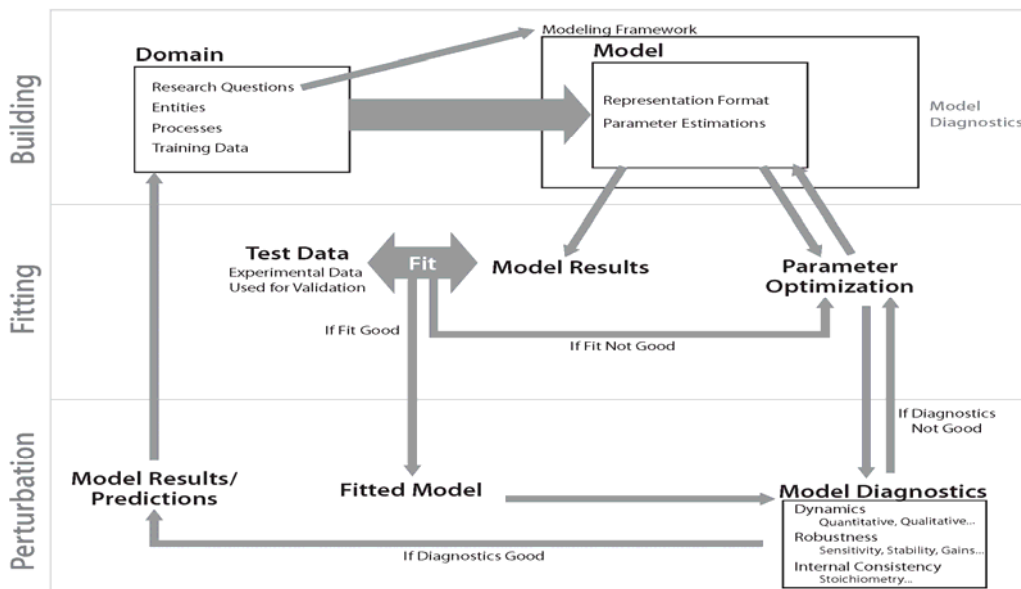 Building
Modeling Framework
Domain
Research Questions
Entities
Processes
Training Data
Model
Representation Format
Parameter Estimations
Model
Diagnostics
Fitting
Test Data
Experimental Data
Used for Validation
Fit
Model Results
Parameter
Optimization
If Fit Good
If Fit Not Good
Perturbation
If Diagnostics
Not Good
Model Results/
Predictions
Fitted Model
Model Diagnostics
Dynamics
Quantitative, Qualitative...
Robustness
Sensitivity, Stability, Gains...
Internal Consistency
Stoichiometry...
If Diagnostics Good